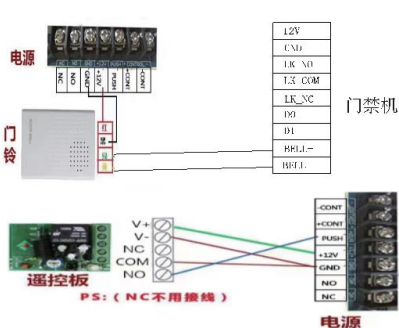 电源
NC
NO
GND
+12V
PUSH
+CONT
-CONT
门铃
红
黑
绿
黄
12V
GND
LK_NO
LK_COM
LK_NC
D0
D1
BELL-
BELL
门禁机
V+
V-
NC
COM
NO
遥控板
PS:(NC不用接线)
-CONT
+CONT
PUSH
+12V
GND
NO
NC
电源